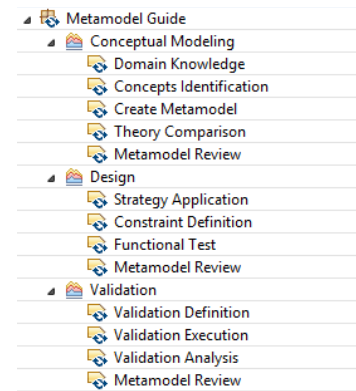 Metamodel Guide
Conceptual Modeling
Domain Knowledge
Concepts Identification
Create Metamodel
Theory Comparison
Metamodel Review
Design
Strategy Application
Constraint Definition
Functional Test
Metamodel Review
Validation
Validation Definition
Validation Execution
Validation Analysis
Metamodel Review